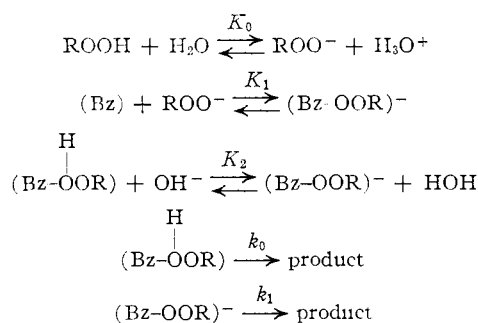 K₀
ROOH + H₂O ⇌ ROO⁻ + H₃O⁺
K₁
(Bz) + ROO⁻ ⇌ (Bz–OOR)⁻
H
K₂
(Bz–OOR) + OH⁻ ⇌ (Bz–OOR)⁻ + HOH
H
k₀
(Bz–OOR) → product
k₁
(Bz–OOR)⁻ → product